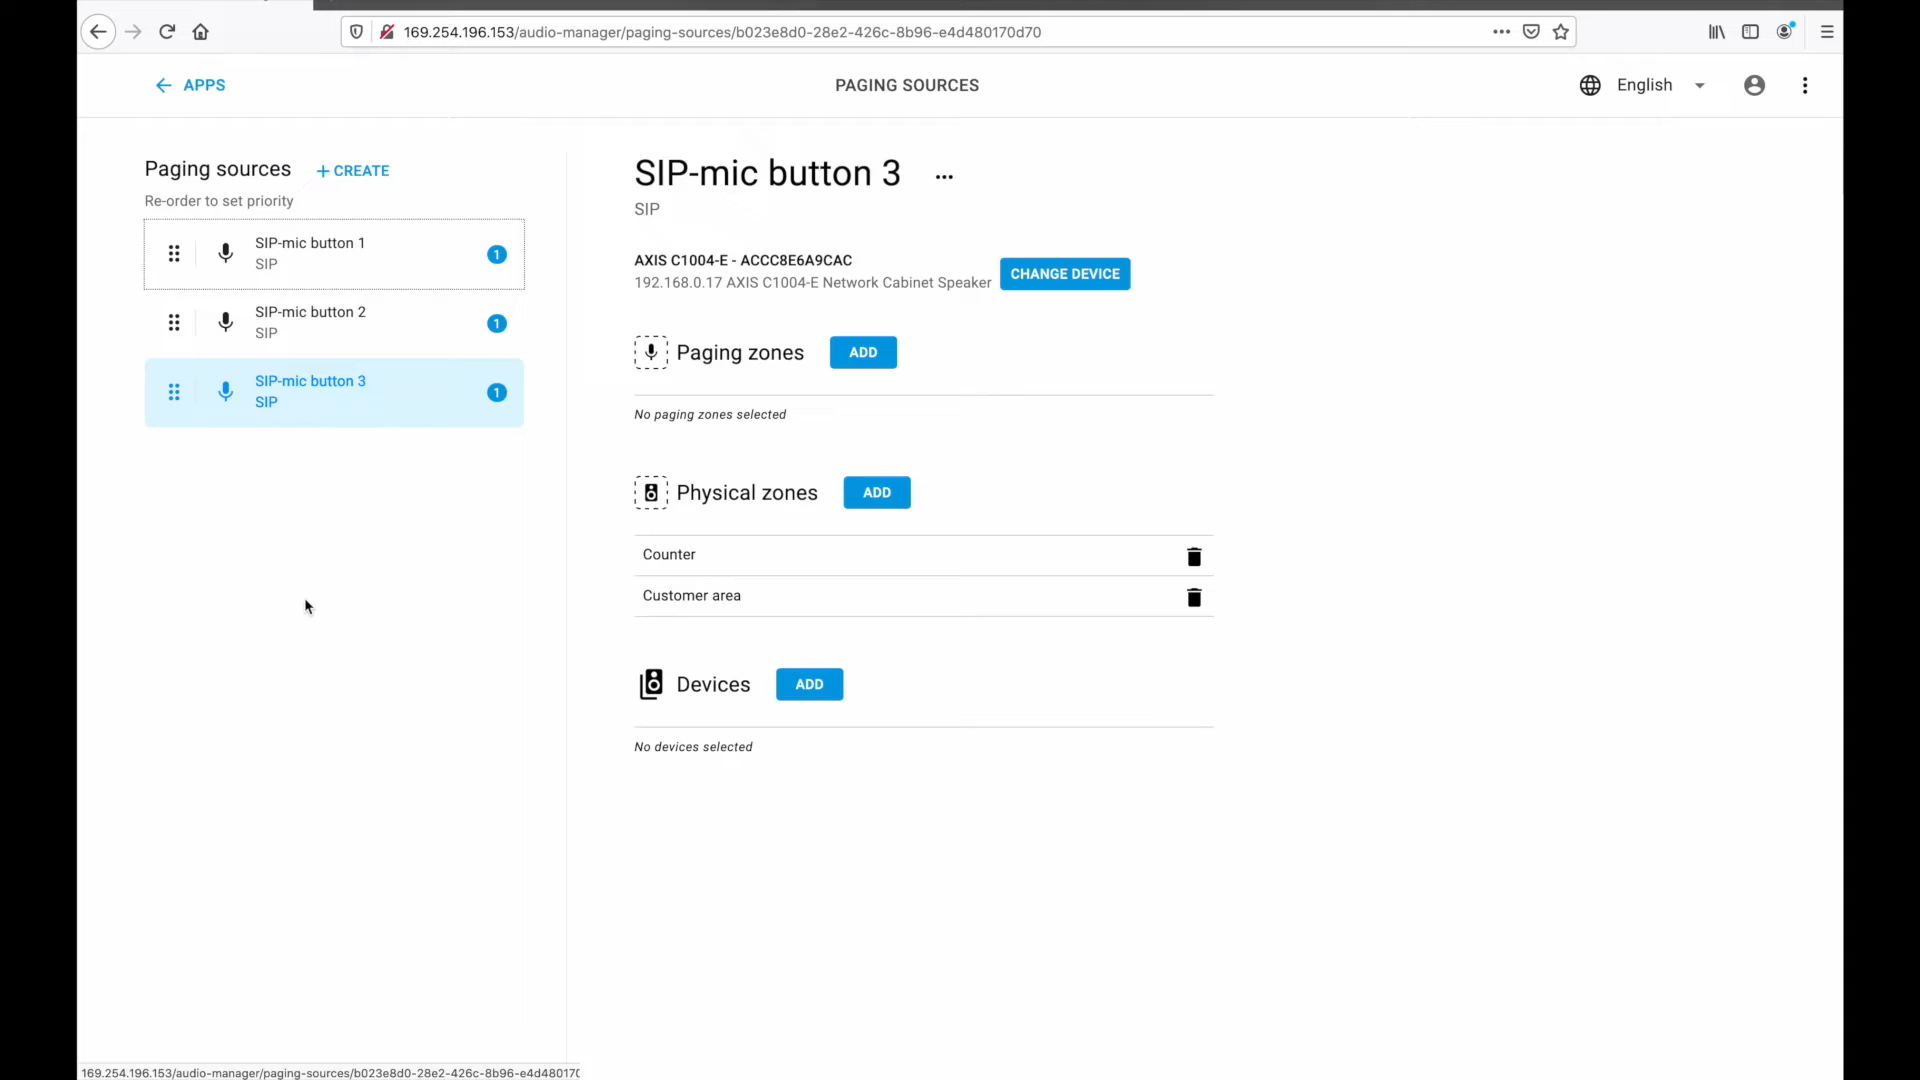 169.254.196.153/audio-manager/paging-sources/b023e8d0-28e2-426c-8b96-e4d480170d70
APPS
PAGING SOURCES
English
Paging sources
+ CREATE
Re-order to set priority
SIP-mic button 1
SIP
1
SIP-mic button 2
SIP
1
SIP-mic button 3
SIP
1
SIP-mic button 3
SIP
AXIS C1004-E - ACCC8E6A9CAC
192.168.0.17 AXIS C1004-E Network Cabinet Speaker
CHANGE DEVICE
Paging zones
ADD
No paging zones selected
Physical zones
ADD
Counter
Customer area
Devices
ADD
No devices selected
169.254.196.153/audio-manager/paging-sources/b023e8d0-28e2-426c-8b96-e4d480170